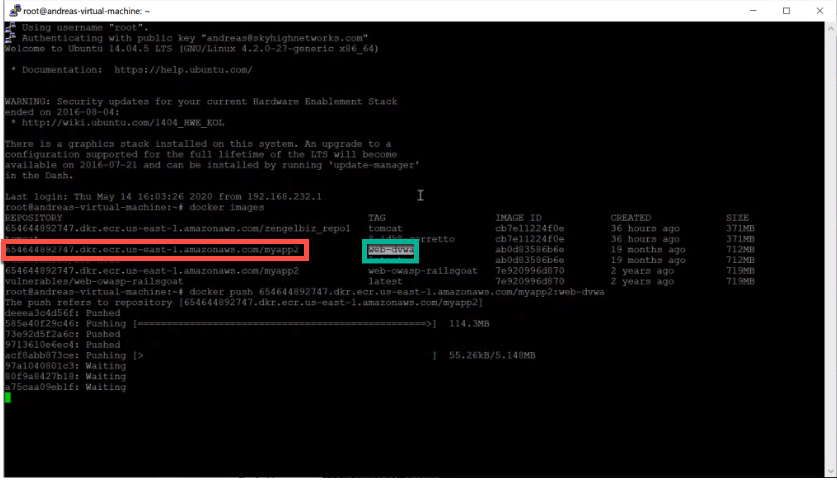 root@andreas-virtual-machine: ~
Using username "root".
Authenticating with public key "andreas@skyhighnetworks.com"
Welcome to Ubuntu 14.04.5 LTS (GNU/Linux 4.2.0-27-generic x86_64)
* Documentation:  https://help.ubuntu.com/
WARNING: Security updates for your current Hardware Enablement Stack
ended on 2016-08-04:
* http://wiki.ubuntu.com/1404_HWE_EOL
There is a graphics stack installed on this system. An upgrade to a
configuration supported for the full lifetime of the LTS will become
available on 2016-07-21 and can be installed by running 'update-manager'
in the Dash.
Last login: Thu May 14 16:03:26 2020 from 192.168.232.1
root@andreas-virtual-machine:~# docker images
REPOSITORY TAG IMAGE ID CREATED SIZE
654644892747.dkr.ecr.us-east-1.amazonaws.com/zengelbiz_repo1 tomcat cb7e11224f0e 36 hours ago 371MB
cb7e11224f0e 36 hours ago 371MB
654644892747.dkr.ecr.us-east-1.amazonaws.com/myapp2 web-dvwa ab0d83586b6e 19 months ago 712MB
ab0d83586b6e 19 months ago 712MB
654644892747.dkr.ecr.us-east-1.amazonaws.com/myapp2 web-owasp-railsgoat 7e920996d870 2 years ago 719MB
vulnerables/web-owasp-railsgoat latest 7e920996d870 2 years ago 719MB
root@andreas-virtual-machine:~# docker push 654644892747.dkr.ecr.us-east-1.amazonaws.com/myapp2:web-dvwa
The push refers to repository [654644892747.dkr.ecr.us-east-1.amazonaws.com/myapp2]
deeea3c4d56f: Pushed
585e40f29c46: Pushing [=================================================>] 114.3MB
73e92d5f2a6c: Pushed
9713610e6ec4: Pushed
acf8abb873ce: Pushing [> ] 55.26kB/5.148MB
97a1040801c3: Waiting
80f9a8427b18: Waiting
a75caa09eb1f: Waiting